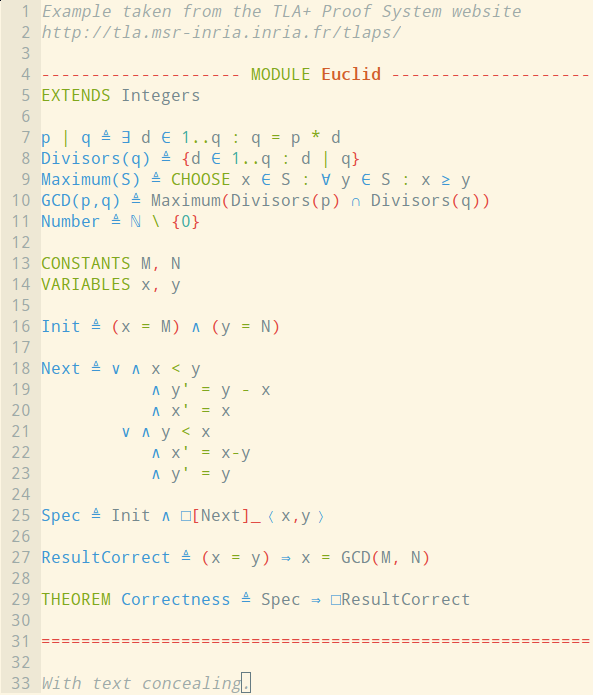 1 Example taken from the TLA+ Proof System website
2 http://tla.msr-inria.inria.fr/tlaps/
3
4 -------------------- MODULE Euclid --------------------
5 EXTENDS Integers
6
7 p | q ≜ ∃ d ∈ 1..q : q = p * d
8 Divisors(q) ≜ {d ∈ 1..q : d | q}
9 Maximum(S) ≜ CHOOSE x ∈ S : ∀ y ∈ S : x ≥ y
10 GCD(p,q) ≜ Maximum(Divisors(p) ∩ Divisors(q))
11 Number ≜ ℕ \ {0}
12
13 CONSTANTS M, N
14 VARIABLES x, y
15
16 Init ≜ (x = M) ∧ (y = N)
17
18 Next ≜ ∨ ∧ x < y
19            ∧ y' = y - x
20            ∧ x' = x
21         ∨ ∧ y < x
22            ∧ x' = x-y
23            ∧ y' = y
24
25 Spec ≜ Init ∧ □[Next]_〈 x,y 〉
26
27 ResultCorrect ≜ (x = y) ⇒ x = GCD(M, N)
28
29 THEOREM Correctness ≜ Spec ⇒ □ResultCorrect
30
31 =======================================================
32
33 With text concealing.